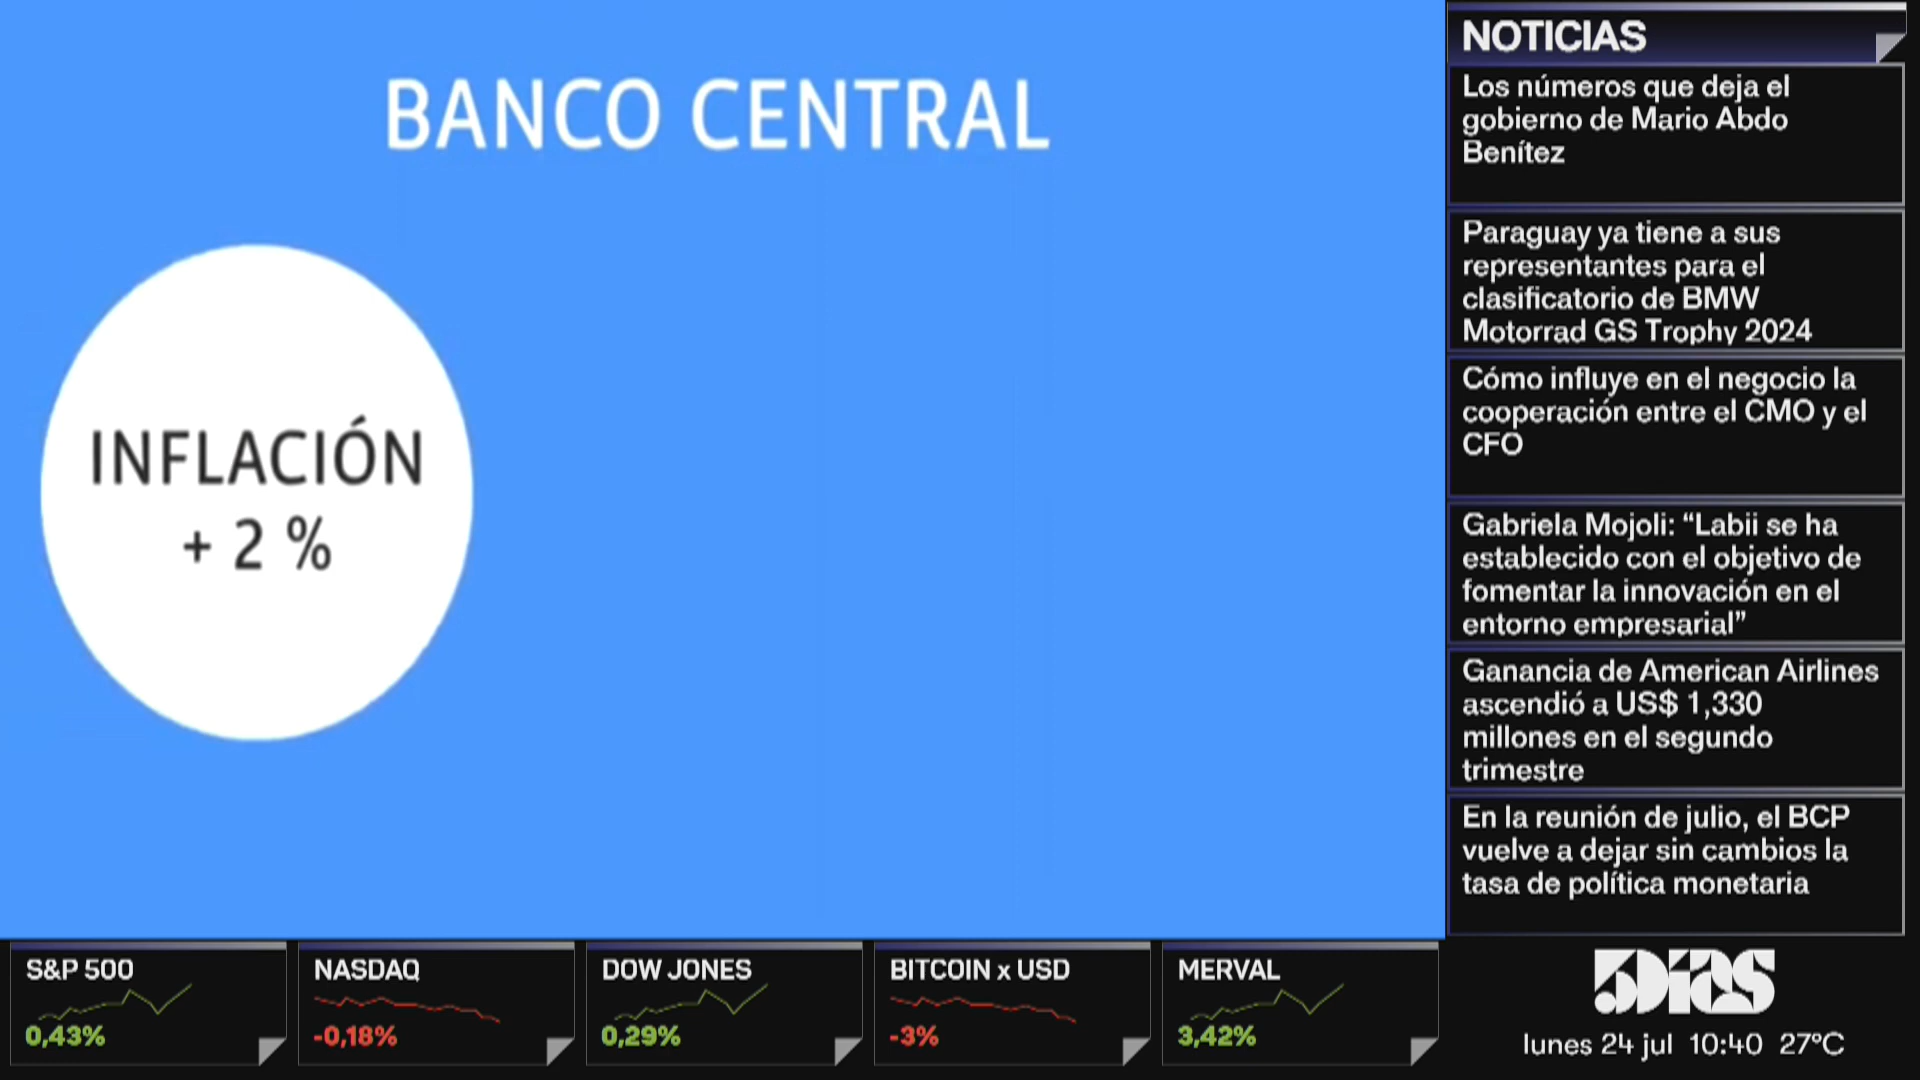 BANCO CENTRAL
INFLACIÓN
+ 2 %
NOTICIAS
Los números que deja el
gobierno de Mario Abdo
Benítez
Paraguay ya tiene a sus
representantes para el
clasificatorio de BMW
Motorrad GS Trophy 2024
Cómo influye en el negocio la
cooperación entre el CMO y el
CFO
Gabriela Mojoli: “Labii se ha
establecido con el objetivo de
fomentar la innovación en el
entorno empresarial”
Ganancia de American Airlines
ascendió a US$ 1,330
millones en el segundo
trimestre
En la reunión de julio, el BCP
vuelve a dejar sin cambios la
tasa de política monetaria
S&P 500
0,43%
NASDAQ
-0,18%
DOW JONES
0,29%
BITCOIN x USD
-3%
MERVAL
3,42%
5Días
lunes 24 jul 10:40 27°C